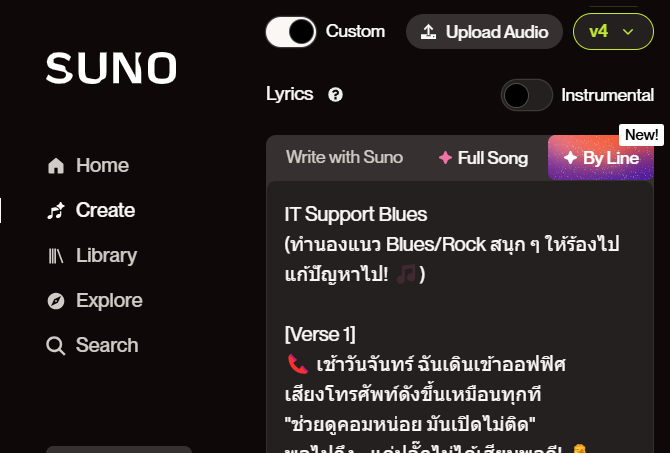 SUNO
Home
Create
Library
Explore
Search
Custom
Upload Audio
v4
Lyrics ?
Instrumental
New!
Write with Suno
Full Song
By Line
IT Support Blues
(ทำนองแนว Blues/Rock สนุก ๆ ให้ร้องไป
แก้ปัญหาไป! 🎵)
[Verse 1]
📞 เช้าวันจันทร์ ฉันเดินเข้าออฟฟิศ
เสียงโทรศัพท์ดังขึ้นเหมือนทุกที
"ช่วยดูคอมหน่อย มันเปิดไม่ติด"